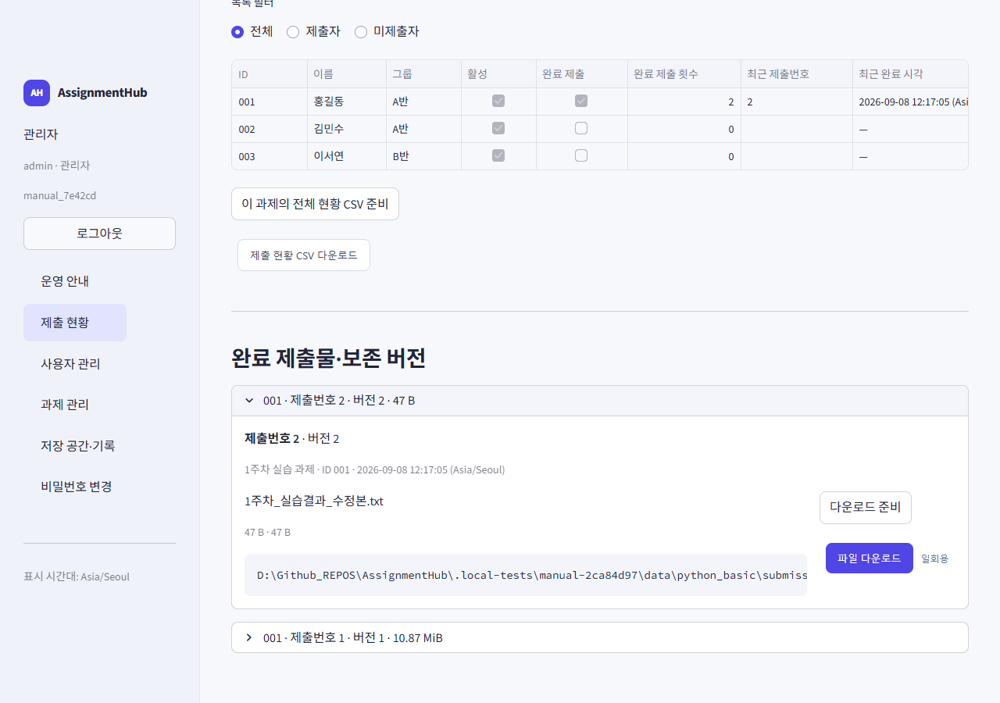 AH AssignmentHub
관리자
admin · 관리자
manual_7e42cd
로그아웃
운영 안내
제출 현황
사용자 관리
과제 관리
저장 공간·기록
비밀번호 변경
표시 시간대: Asia/Seoul
목록 필터
전체 제출자 미제출자
ID 이름 그룹 활성 완료 제출 완료 제출 횟수 최근 제출번호 최근 완료 시각
001 홍길동 A반 2 2 2026-09-08 12:17:05 (Asi
002 김민수 A반 0 —
003 이서연 B반 0 —
이 과제의 전체 현황 CSV 준비
제출 현황 CSV 다운로드
완료 제출물·보존 버전
001 · 제출번호 2 · 버전 2 · 47 B
제출번호 2 · 버전 2
1주차 실습 과제 · ID 001 · 2026-09-08 12:17:05 (Asia/Seoul)
1주차_실습결과_수정본.txt
다운로드 준비
47 B · 47 B
파일 다운로드 일회용
D:\Github_REPOS\AssignmentHub\.local-tests\manual-2ca84d97\data\python_basic\submiss
001 · 제출번호 1 · 버전 1 · 10.87 MiB